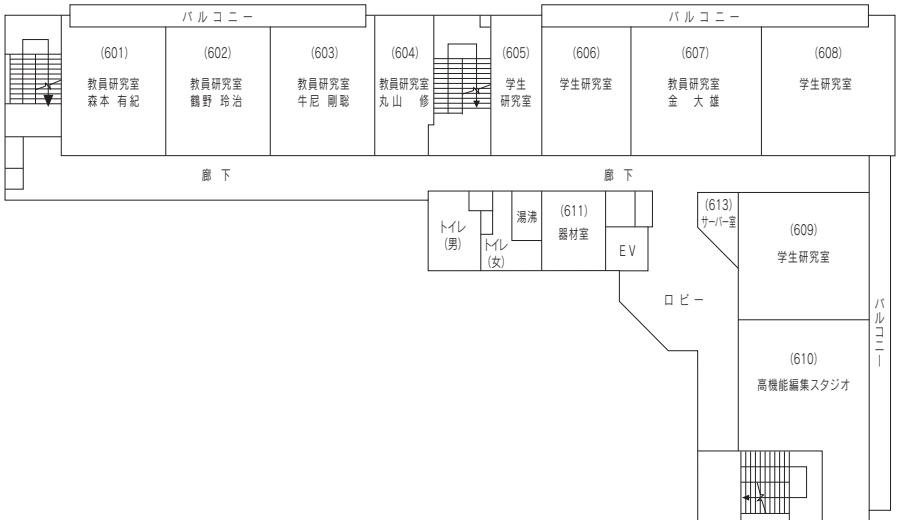 バルコニー
バルコニー
(601)
教員研究室
森本 有紀
(602)
教員研究室
鶴野 玲治
(603)
教員研究室
牛尼 剛聡
(604)
教員研究室
丸山 修
(605)
学生
研究室
(606)
学生研究室
(607)
教員研究室
金 大雄
(608)
学生研究室
廊下
廊下
トイレ
(男)
トイレ
(女)
湯沸
(611)
器材室
EV
(613)
サーバー室
(609)
学生研究室
ロビー
バルコニー
(610)
高機能編集スタジオ